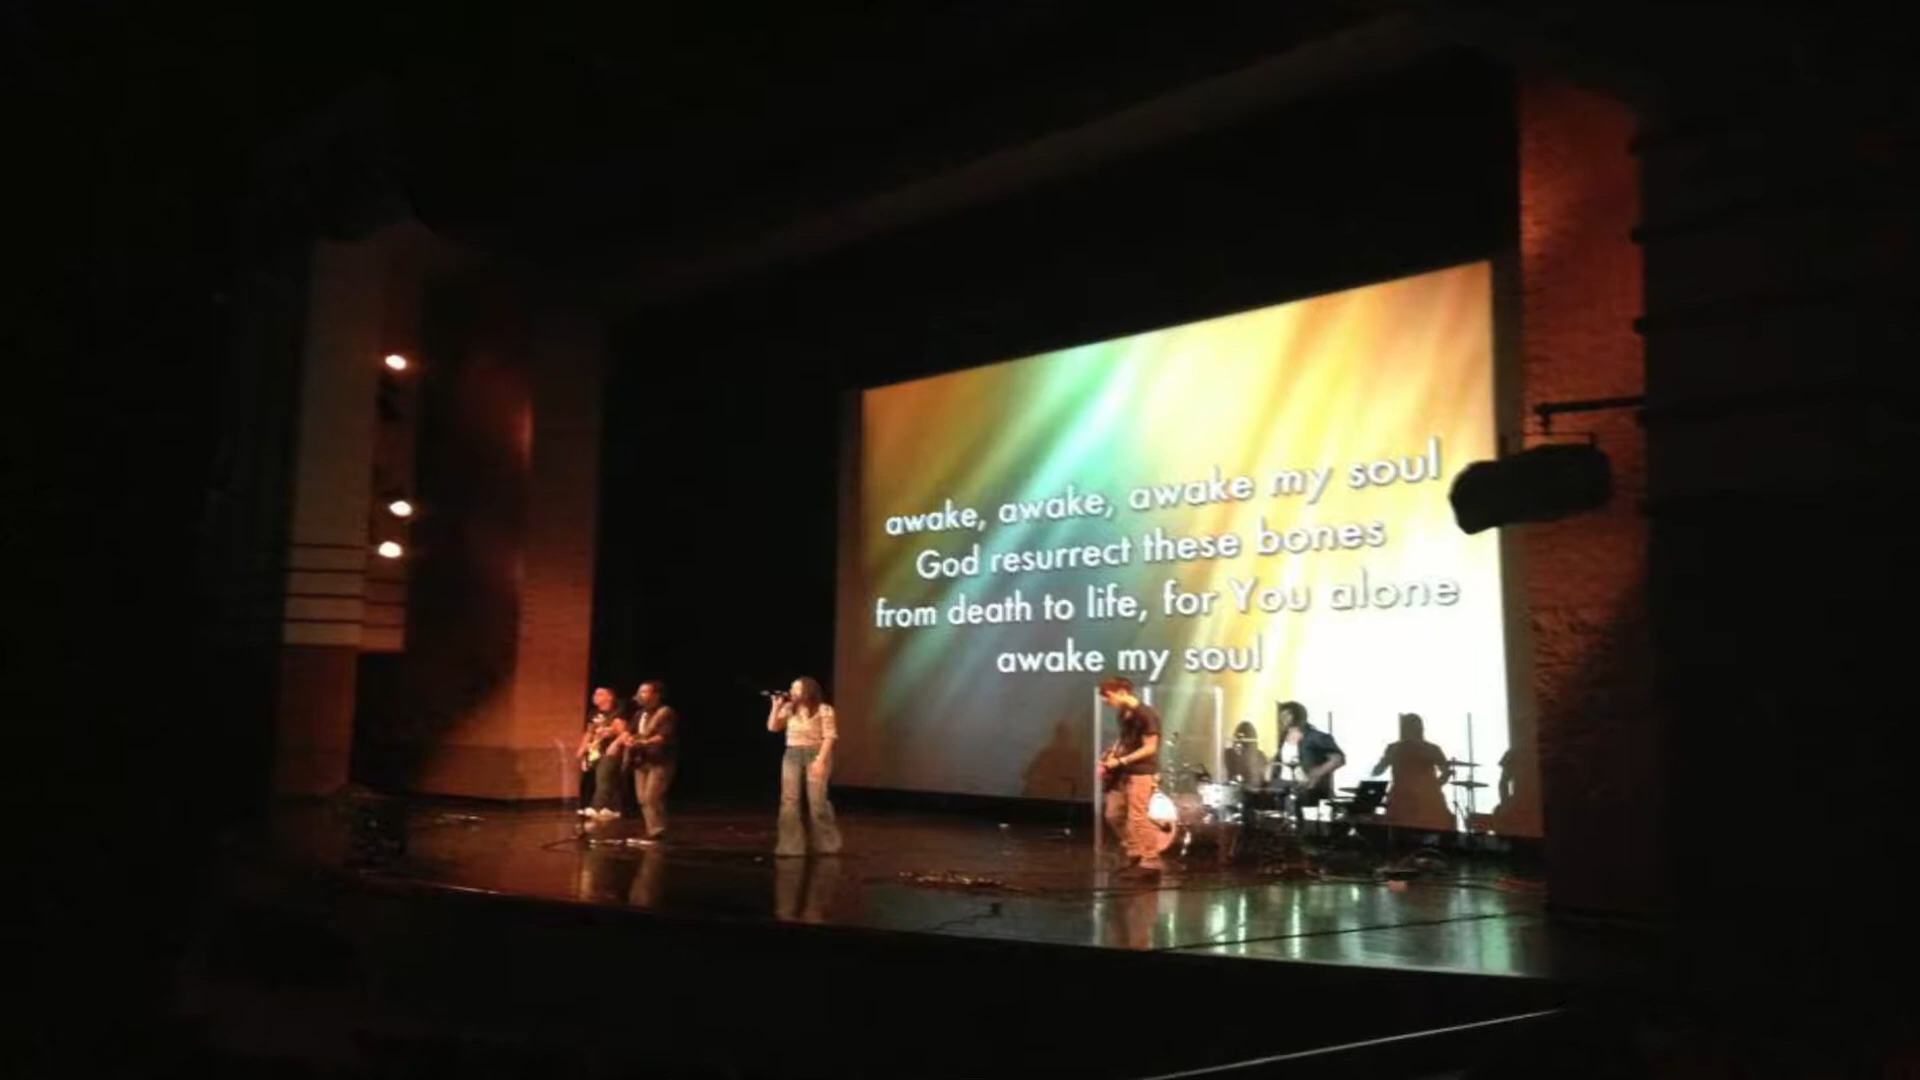 awake, awake, awake my soul
God resurrect these bones
from death to life, for You alone
awake my soul